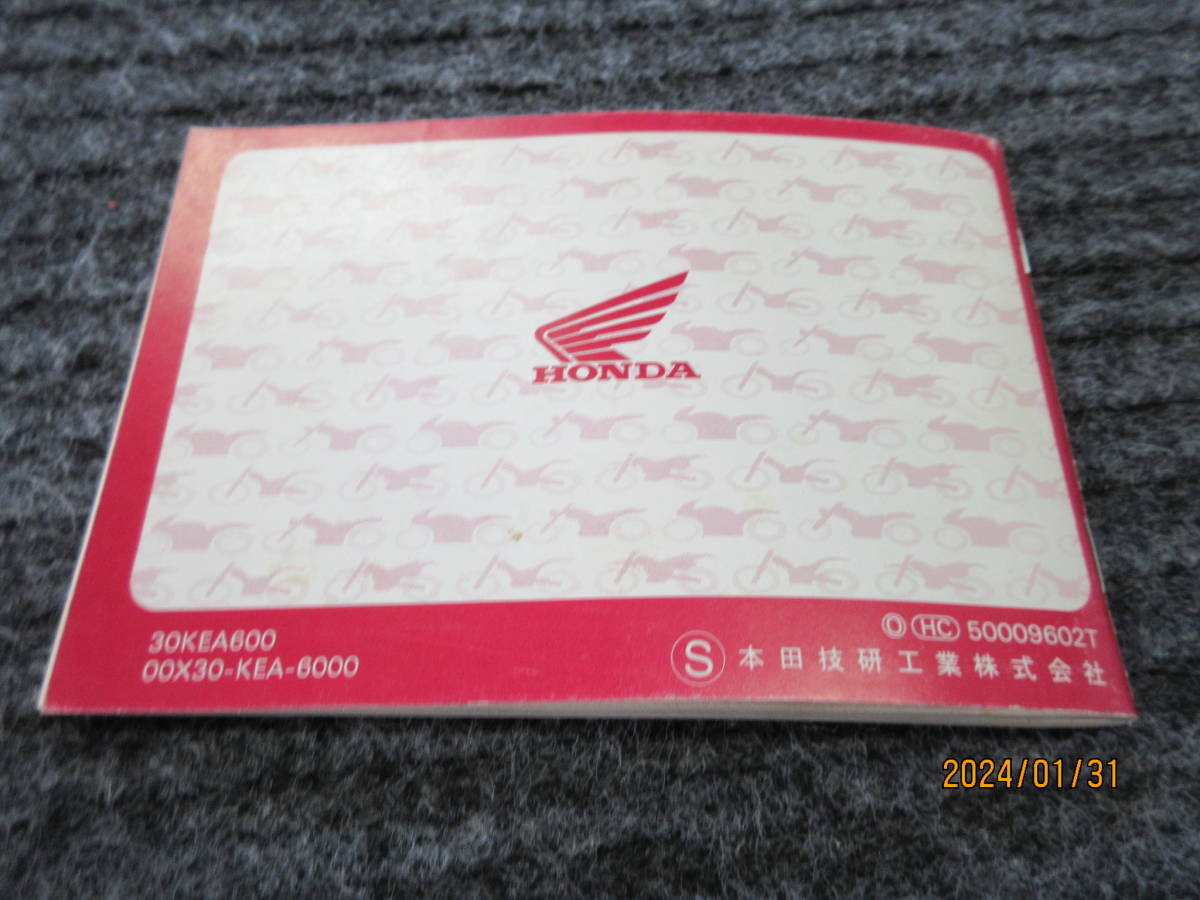 HONDA
30KEA600
00X30-KEA-6000
Ⓞ HC 50009602T
Ⓢ 本田技研工業株式会社
2024/01/31